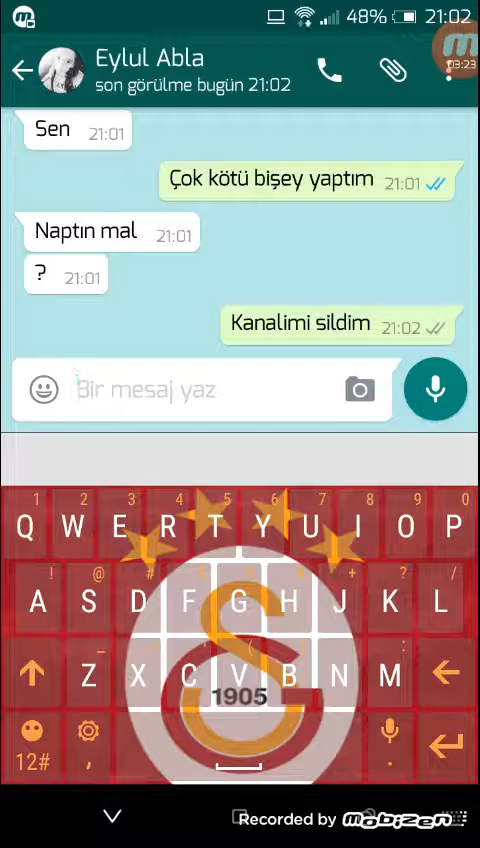 48% 21:02
Eylul Abla
son görülme bugün 21:02
03:23
Sen 21:01
Çok kötü bişey yaptım 21:01
Naptın mal 21:01
? 21:01
Kanalimi sildim 21:02
Bir mesaj yaz
1 2 3 4 5 6 7 8 9 0
Q W E R T Y U I O P
! @ # + ? /
A S D F G H J K L
Z X C V B N M
1905
12# , .
Recorded by mobizen